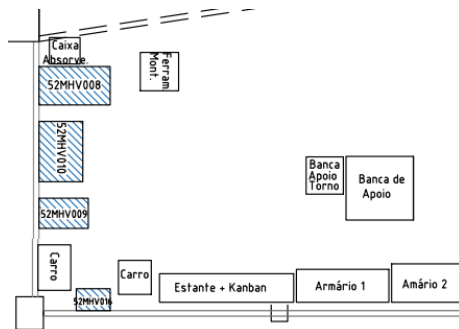 Caixa
Absorve.
Ferram.
Mont.
52MHV008
52MHV010
Banca
Apoio
Torno
Banca de
Apoio
52MHV009
Carro
Carro
52MHV016
Estante + Kanban
Armário 1
Amário 2